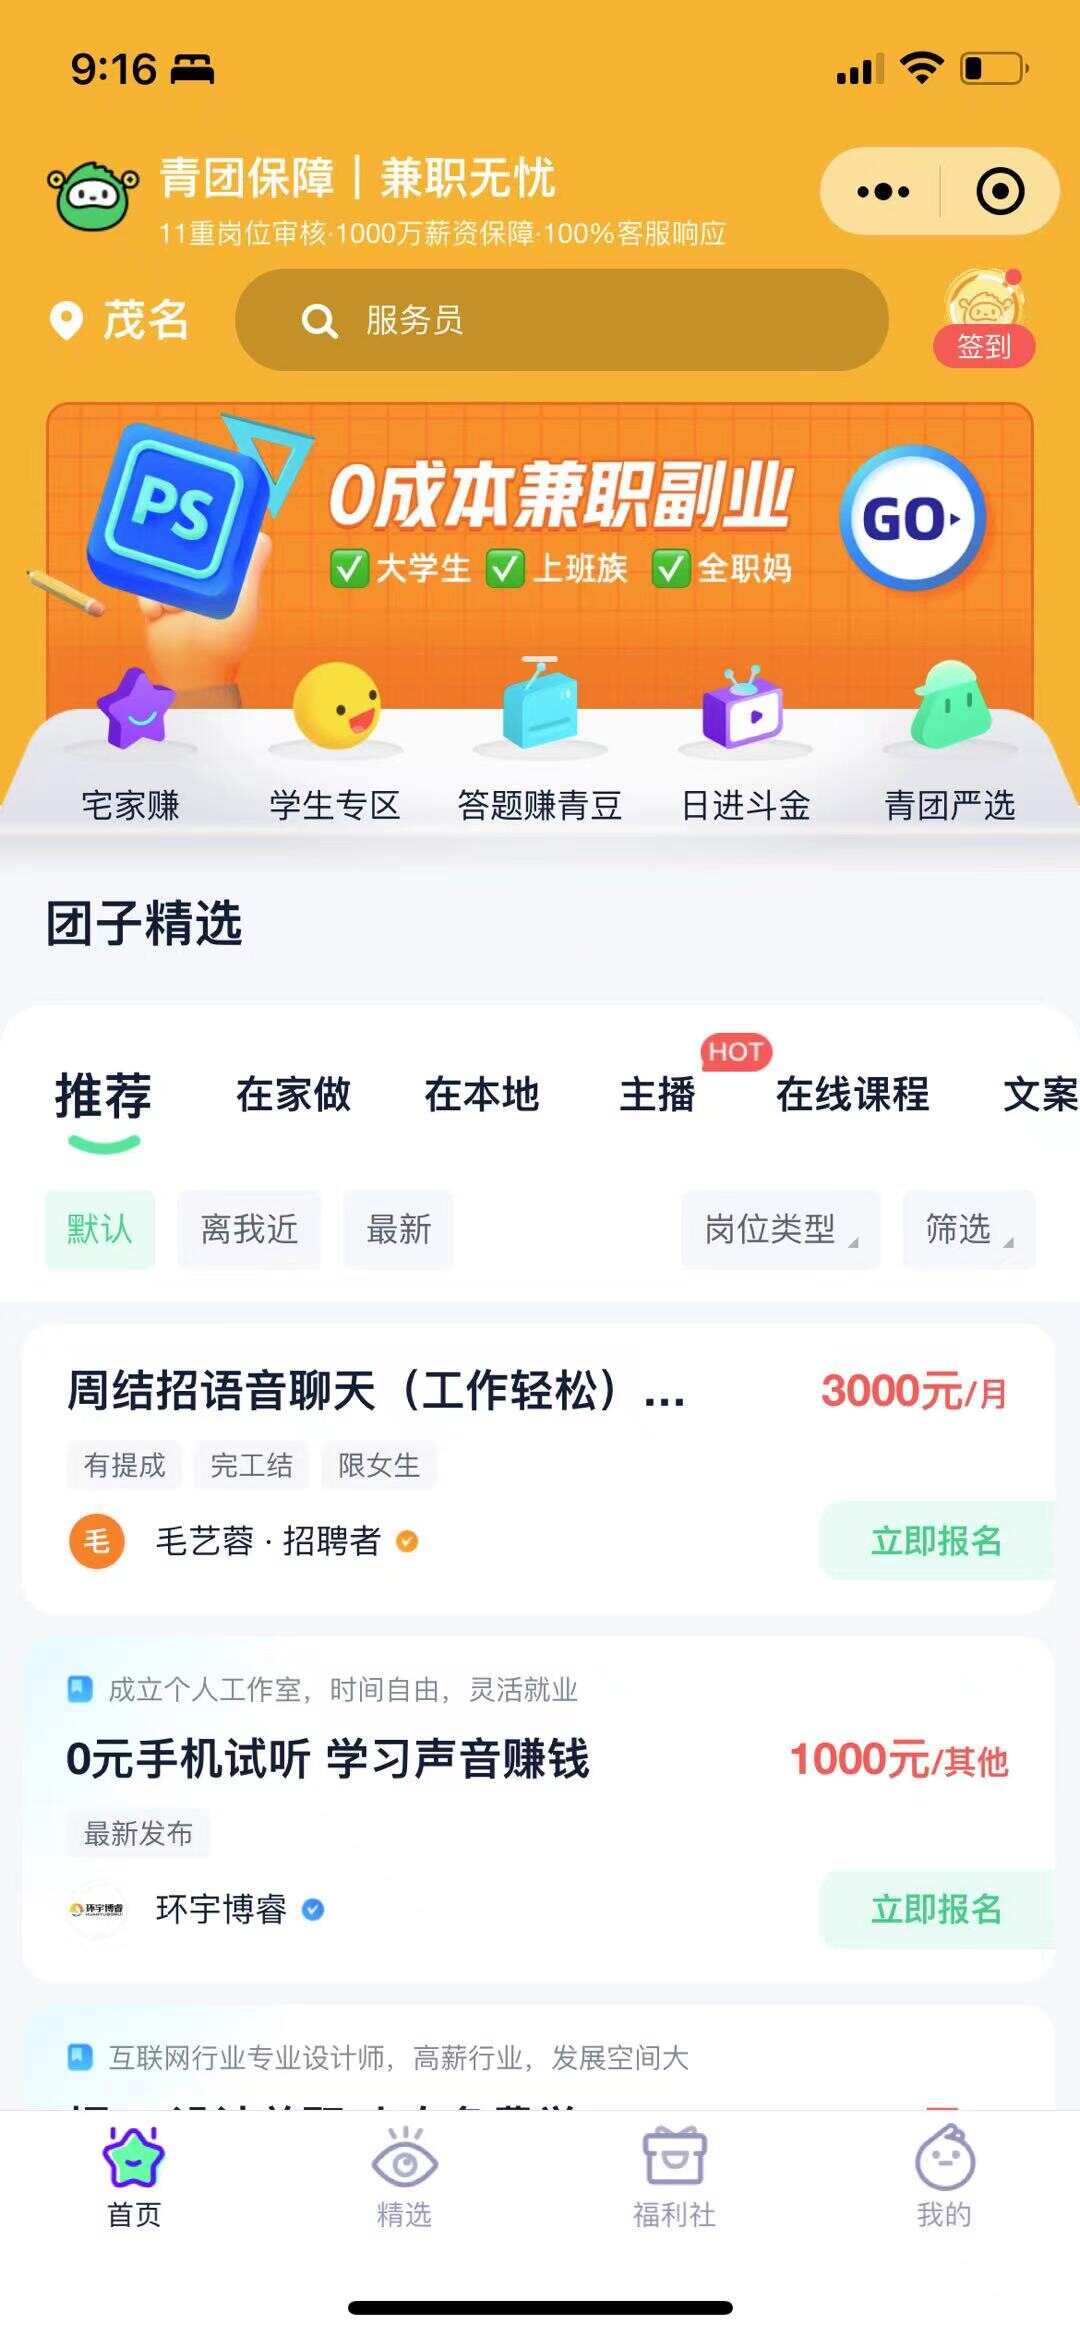 9:16
青团保障｜兼职无忧
11重岗位审核·1000万薪资保障·100%客服响应
茂名
服务员
签到
PS
0成本兼职副业
GO
大学生 上班族 全职妈
宅家赚 学生专区 答题赚青豆 日进斗金 青团严选
团子精选
HOT
推荐 在家做 在本地 主播 在线课程 文案
默认 离我近 最新 岗位类型 筛选
周结招语音聊天（工作轻松）... 3000元/月
有提成 完工结 限女生
毛 毛艺蓉·招聘者 立即报名
成立个人工作室，时间自由，灵活就业
0元手机试听 学习声音赚钱 1000元/其他
最新发布
环宇博睿 环宇博睿 立即报名
互联网行业专业设计师，高薪行业，发展空间大
首页 精选 福利社 我的